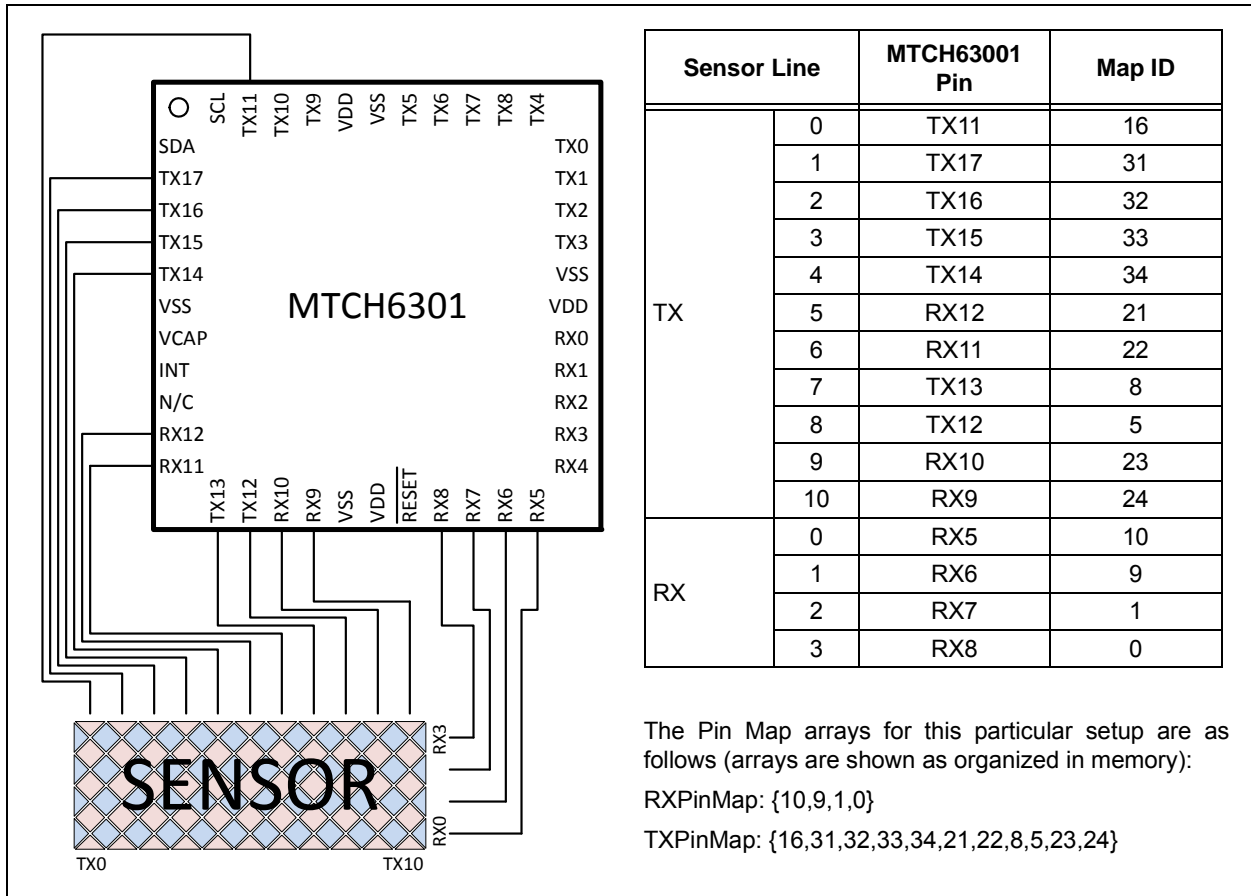 SCL
TX11
TX10
TX9
VDD
VSS
TX5
TX6
TX7
TX8
TX4
SDA
TX17
TX16
TX15
TX14
VSS
VCAP
INT
N/C
RX12
RX11
MTCH6301
TX0
TX1
TX2
TX3
VSS
VDD
RX0
RX1
RX2
RX3
RX4
TX13
TX12
RX10
RX9
VSS
VDD
RESET
RX8
RX7
RX6
RX5
SENSOR
RX3
RX0
TX0
TX10
Sensor Line MTCH63001 Pin Map ID
TX
0 TX11 16
1 TX17 31
2 TX16 32
3 TX15 33
4 TX14 34
5 RX12 21
6 RX11 22
7 TX13 8
8 TX12 5
9 RX10 23
10 RX9 24
RX
0 RX5 10
1 RX6 9
2 RX7 1
3 RX8 0
The Pin Map arrays for this particular setup are as
follows (arrays are shown as organized in memory):
RXPinMap: {10,9,1,0}
TXPinMap: {16,31,32,33,34,21,22,8,5,23,24}